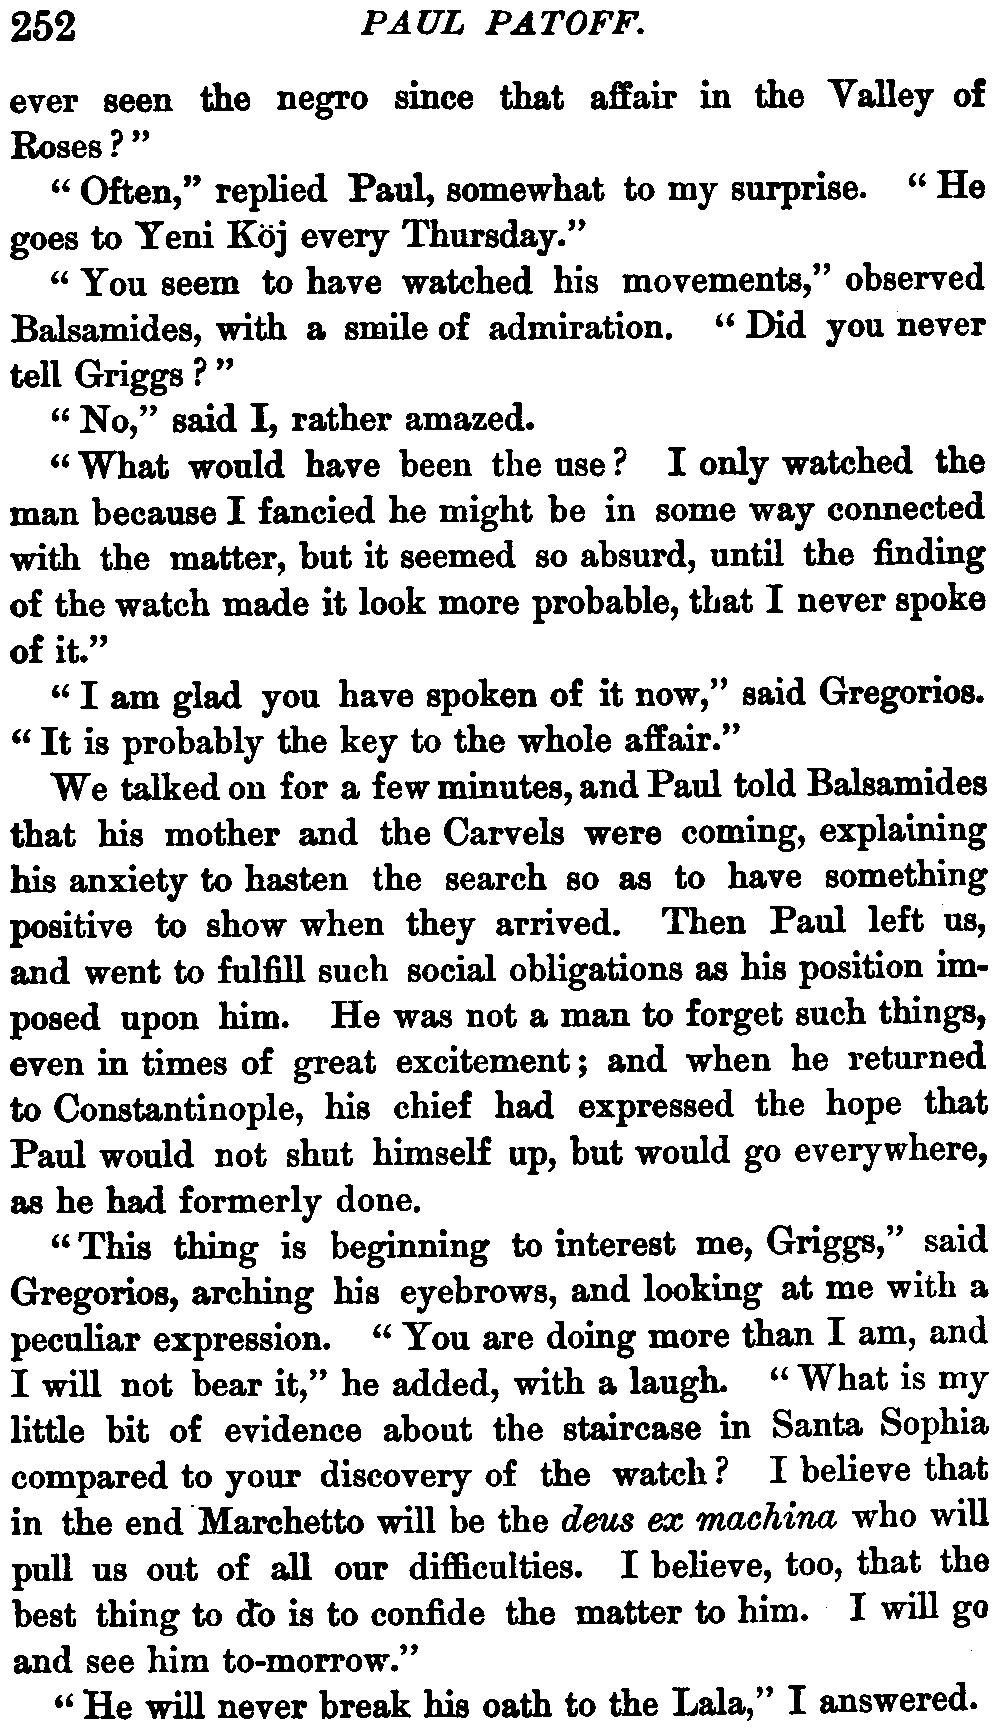 252 PAUL PATOFF.
ever seen the negro since that affair in the Valley of
Roses?"
"Often," replied Paul, somewhat to my surprise. "He
goes to Yeni Köj every Thursday."
"You seem to have watched his movements," observed
Balsamides, with a smile of admiration. "Did you never
tell Griggs?"
"No," said I, rather amazed.
"What would have been the use? I only watched the
man because I fancied he might be in some way connected
with the matter, but it seemed so absurd, until the finding
of the watch made it look more probable, that I never spoke
of it."
"I am glad you have spoken of it now," said Gregorios.
"It is probably the key to the whole affair."
We talked on for a few minutes, and Paul told Balsamides
that his mother and the Carvels were coming, explaining
his anxiety to hasten the search so as to have something
positive to show when they arrived. Then Paul left us,
and went to fulfill such social obligations as his position im-
posed upon him. He was not a man to forget such things,
even in times of great excitement; and when he returned
to Constantinople, his chief had expressed the hope that
Paul would not shut himself up, but would go everywhere,
as he had formerly done.
"This thing is beginning to interest me, Griggs," said
Gregorios, arching his eyebrows, and looking at me with a
peculiar expression. "You are doing more than I am, and
I will not bear it," he added, with a laugh. "What is my
little bit of evidence about the staircase in Santa Sophia
compared to your discovery of the watch? I believe that
in the end Marchetto will be the deus ex machina who will
pull us out of all our difficulties. I believe, too, that the
best thing to do is to confide the matter to him. I will go
and see him to-morrow."
"He will never break his oath to the Lala," I answered.